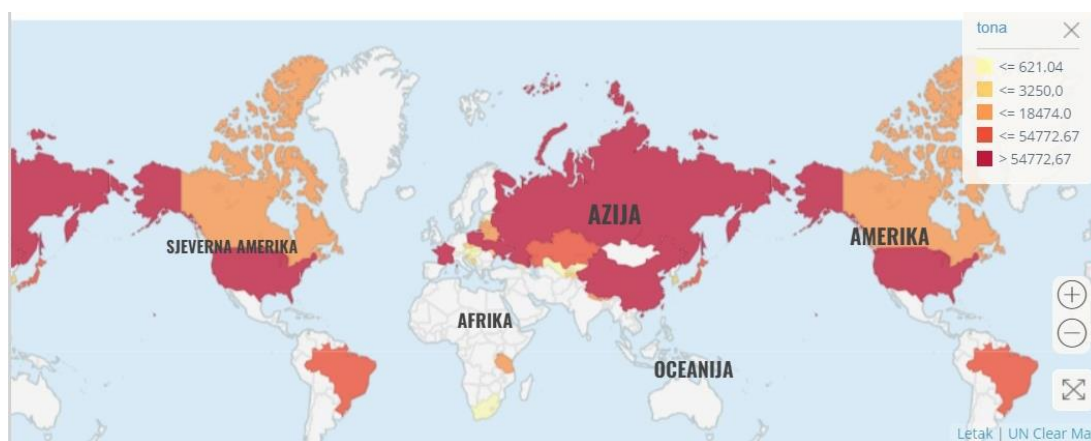 tona
<= 621.04
<= 3250,0
<= 18474.0
<= 54772.67
> 54772,67
AZIJA
SJEVERNA AMERIKA
AMERIKA
AFRIKA
OCEANIJA
Letak | UN Clear Ma